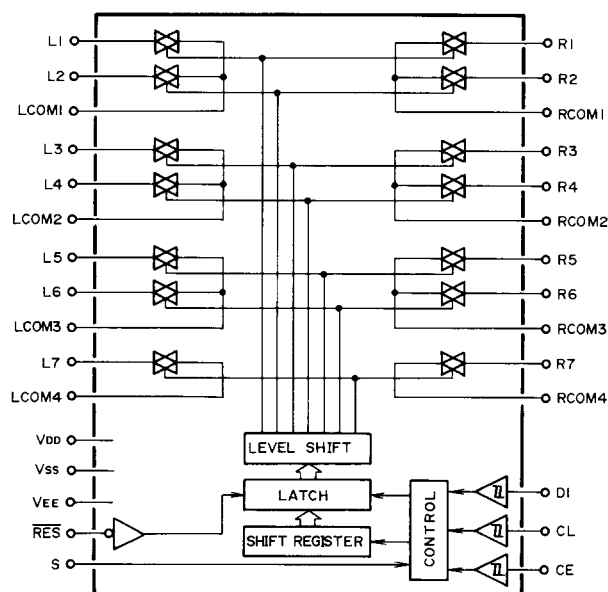 L1 R1
L2 R2
LCOM1 RCOM1
L3 R3
L4 R4
LCOM2 RCOM2
L5 R5
L6 R6
LCOM3 RCOM3
L7 R7
LCOM4 RCOM4
VDD
LEVEL SHIFT
VSS
LATCH
CONTROL
DI
VEE
RES
SHIFT REGISTER
CL
S
CE